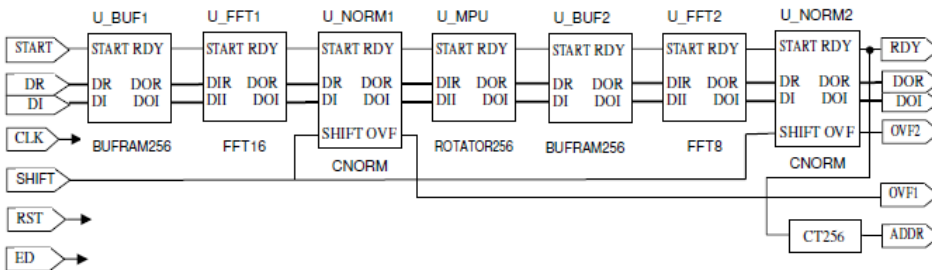 U_BUF1 U_FFT1 U_NORM1 U_MPU U_BUF2 U_FFT2 U_NORM2
START START RDY START RDY START RDY START RDY START RDY START RDY START RDY RDY
DR DR DOR DIR DOR DR DOR DIR DOR DR DOR DIR DOR DR DOR DOR
DI DI DOI DII DOI DI DOI DII DOI DI DOI DII DOI DI DOI DOI
CLK SHIFT OVF SHIFT OVF OVF2
BUFRAM256 FFT16 ROTATOR256 BUFRAM256 FFT8
CNORM CNORM
SHIFT
OVF1
RST
CT256 ADDR
ED